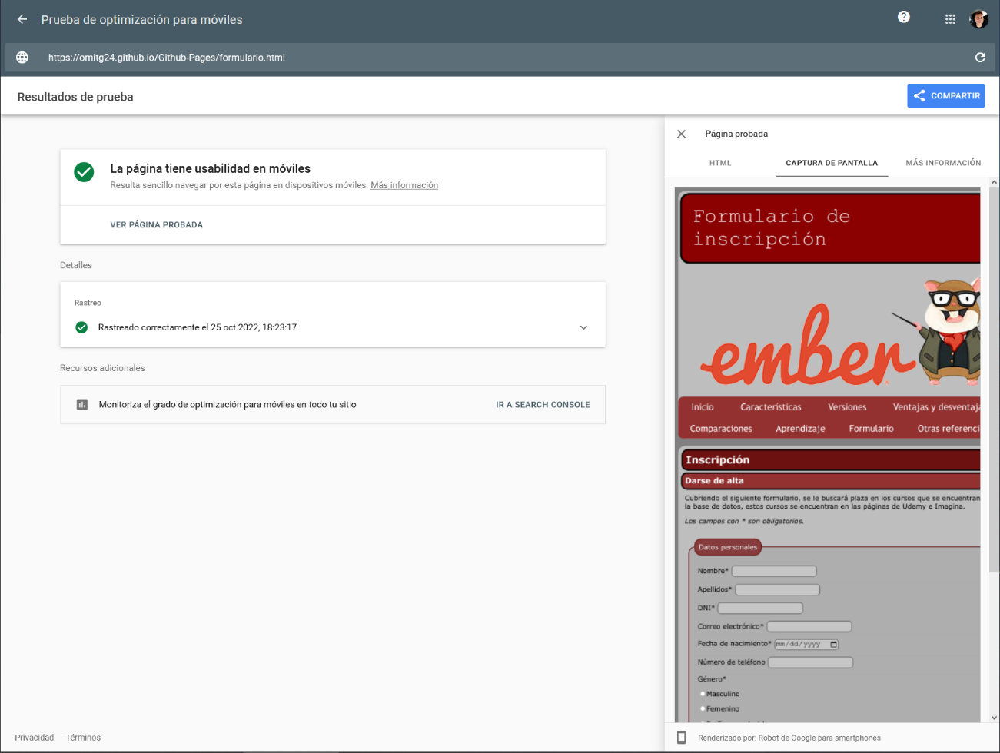 Prueba de optimización para móviles
https://omitg24.github.io/Github-Pages/formulario.html
Resultados de prueba
COMPARTIR
La página tiene usabilidad en móviles
Resulta sencillo navegar por esta página en dispositivos móviles. Más información
VER PÁGINA PROBADA
Detalles
Rastreo
Rastreado correctamente el 25 oct 2022, 18:23:17
Recursos adicionales
Monitoriza el grado de optimización para móviles en todo tu sitio
IR A SEARCH CONSOLE
Privacidad Términos
Página probada
HTML CAPTURA DE PANTALLA MÁS INFORMACIÓN
Formulario de
inscripción
ember
Inicio Características Versiones Ventajas y desventaja
Comparaciones Aprendizaje Formulario Otras referenci
Inscripción
Darse de alta
Cubriendo el siguiente formulario, se le buscará plaza en los cursos que se encuentran
la base de datos, estos cursos se encuentran en las páginas de Udemy e Imagina.
Los campos con * son obligatorios.
Datos personales
Nombre*
Apellidos*
DNI*
Correo electrónico*
Fecha de nacimiento* mm/dd/yyyy
Número de teléfono
Género*
Masculino
Femenino
Renderizado por: Robot de Google para smartphones